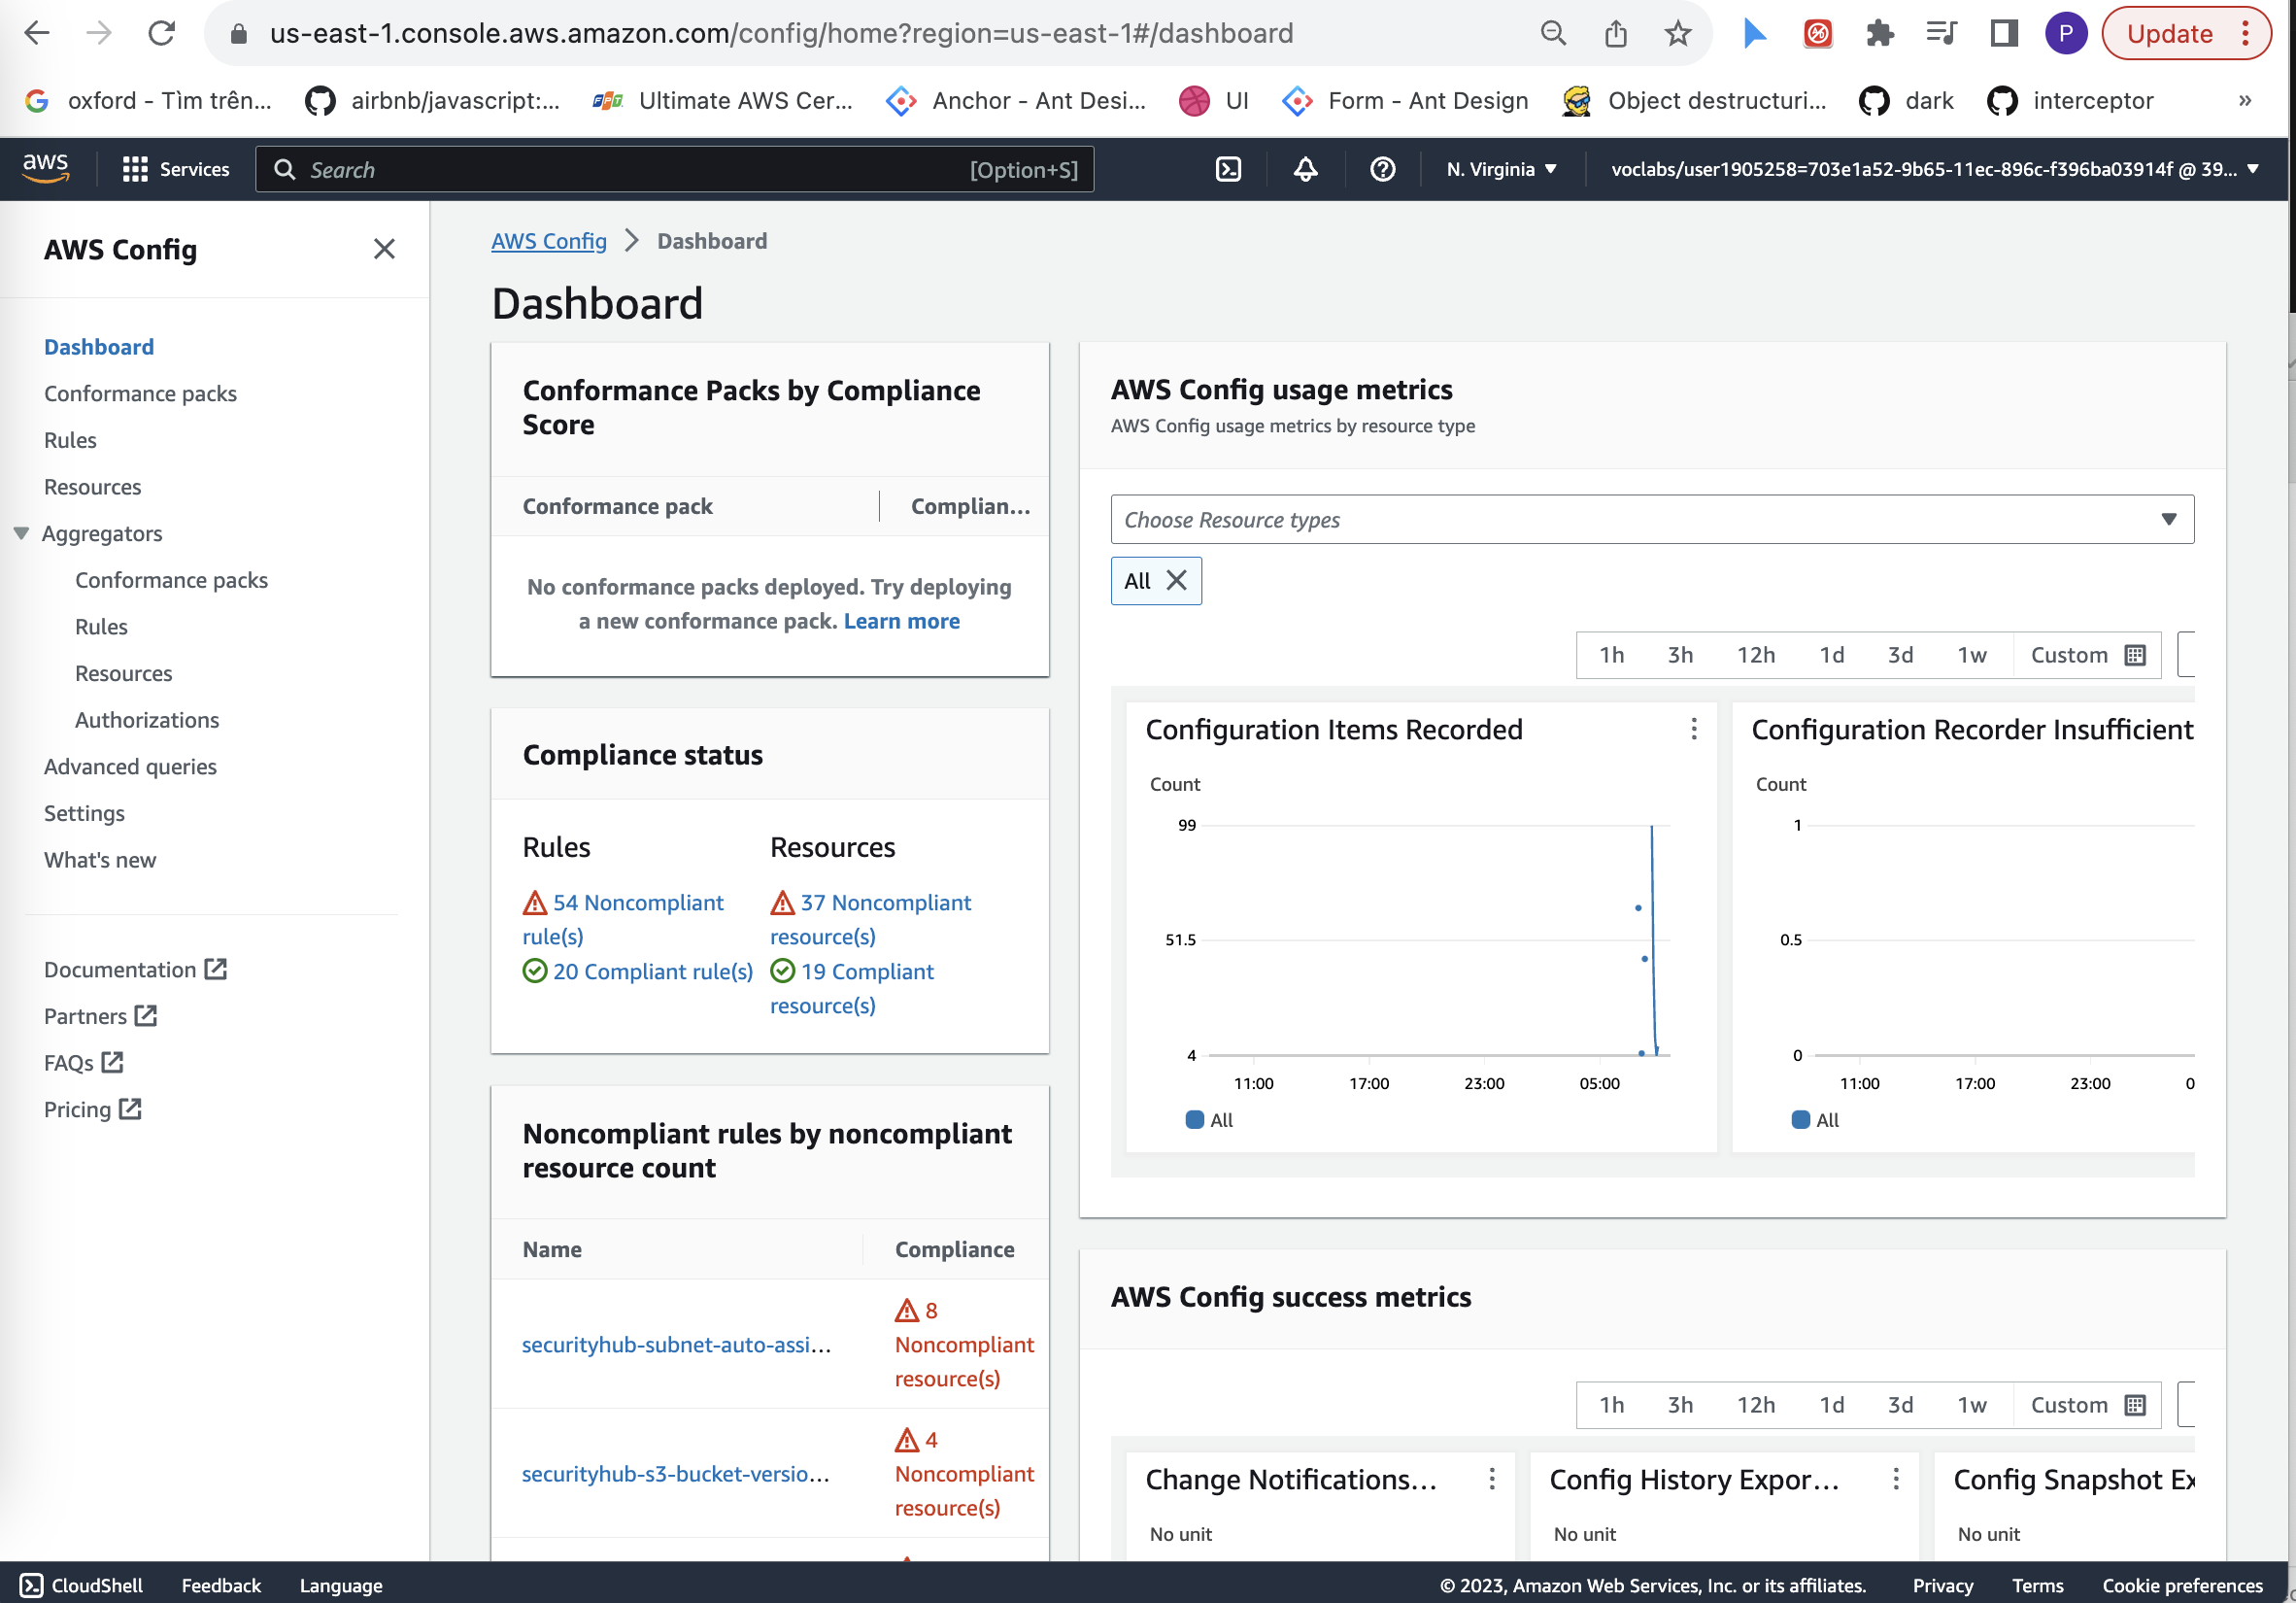 us-east-1.console.aws.amazon.com/config/home?region=us-east-1#/dashboard
P
Update
oxford - Tìm trên...
airbnb/javascript:...
FPT
Ultimate AWS Cer...
Anchor - Ant Desi...
UI
Form - Ant Design
Object destructuri...
dark
interceptor
»
aws
Services
Search
[Option+S]
N. Virginia
voclabs/user1905258=703e1a52-9b65-11ec-896c-f396ba03914f @ 39...
AWS Config
Dashboard
Conformance packs
Rules
Resources
Aggregators
Conformance packs
Rules
Resources
Authorizations
Advanced queries
Settings
What's new
Documentation
Partners
FAQs
Pricing
AWS Config > Dashboard
Dashboard
Conformance Packs by Compliance
Score
Conformance pack
Complian...
No conformance packs deployed. Try deploying
a new conformance pack. Learn more
Compliance status
Rules
54 Noncompliant
rule(s)
20 Compliant rule(s)
Resources
37 Noncompliant
resource(s)
19 Compliant
resource(s)
Noncompliant rules by noncompliant
resource count
Name
Compliance
securityhub-subnet-auto-assi...
8
Noncompliant
resource(s)
securityhub-s3-bucket-versio...
4
Noncompliant
resource(s)
AWS Config usage metrics
AWS Config usage metrics by resource type
Choose Resource types
All
1h
3h
12h
1d
3d
1w
Custom
Configuration Items Recorded
Count
99
51.5
4
11:00
17:00
23:00
05:00
All
Configuration Recorder Insufficient
Count
1
0.5
0
11:00
17:00
23:00
0
All
AWS Config success metrics
1h
3h
12h
1d
3d
1w
Custom
Change Notifications...
No unit
Config History Expor...
No unit
Config Snapshot Ex
No unit
CloudShell
Feedback
Language
© 2023, Amazon Web Services, Inc. or its affiliates.
Privacy
Terms
Cookie preferences